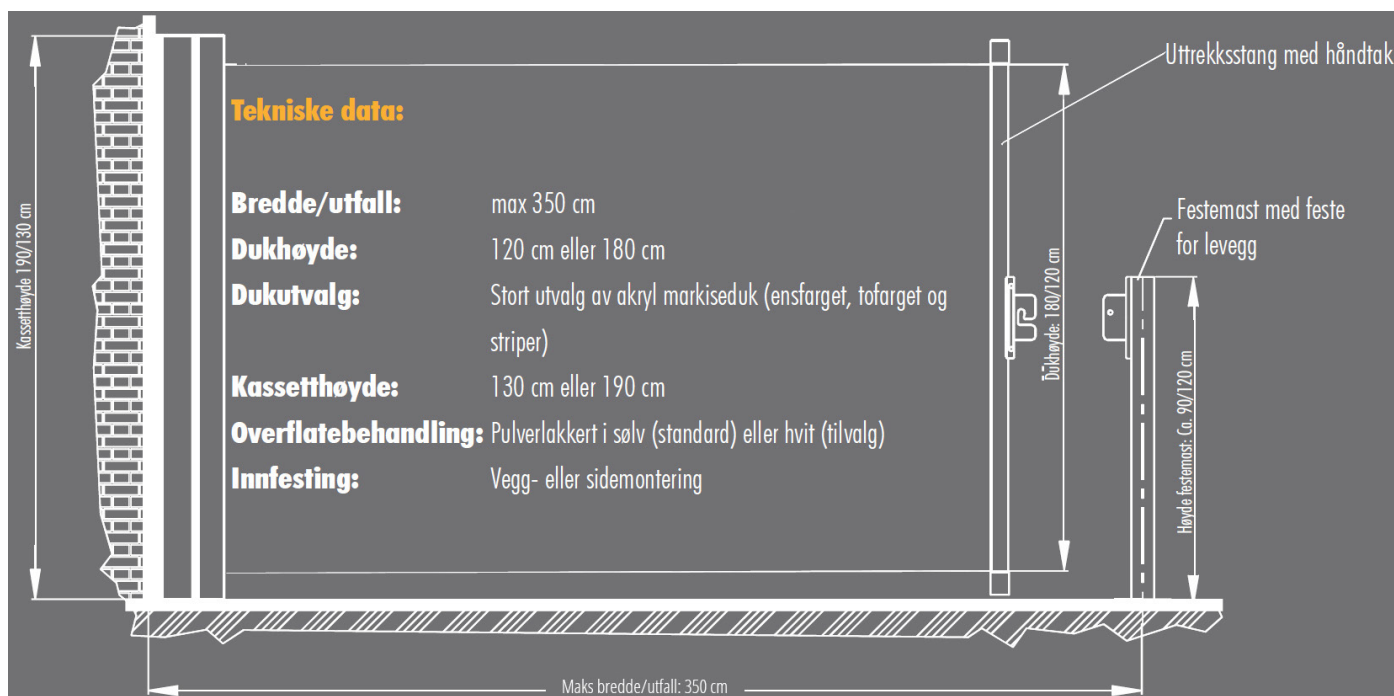 Uttrekksstang med håndtak
Tekniske data:
Bredde/utfall: max 350 cm
Dukhøyde: 120 cm eller 180 cm
Dukutvalg: Stort utvalg av akryl markiseduk (ensfarget, tofarget og
striper)
Kassetthøyde: 130 cm eller 190 cm
Overflatebehandling: Pulverlakkert i sølv (standard) eller hvit (tilvalg)
Innfesting: Vegg- eller sidemontering
Kassetthøyde 190/130 cm
Dukhøyde: 180/120 cm
Festemast med feste
for levegg
Høyde festemast: Ca. 90/120 cm
Maks bredde/utfall: 350 cm